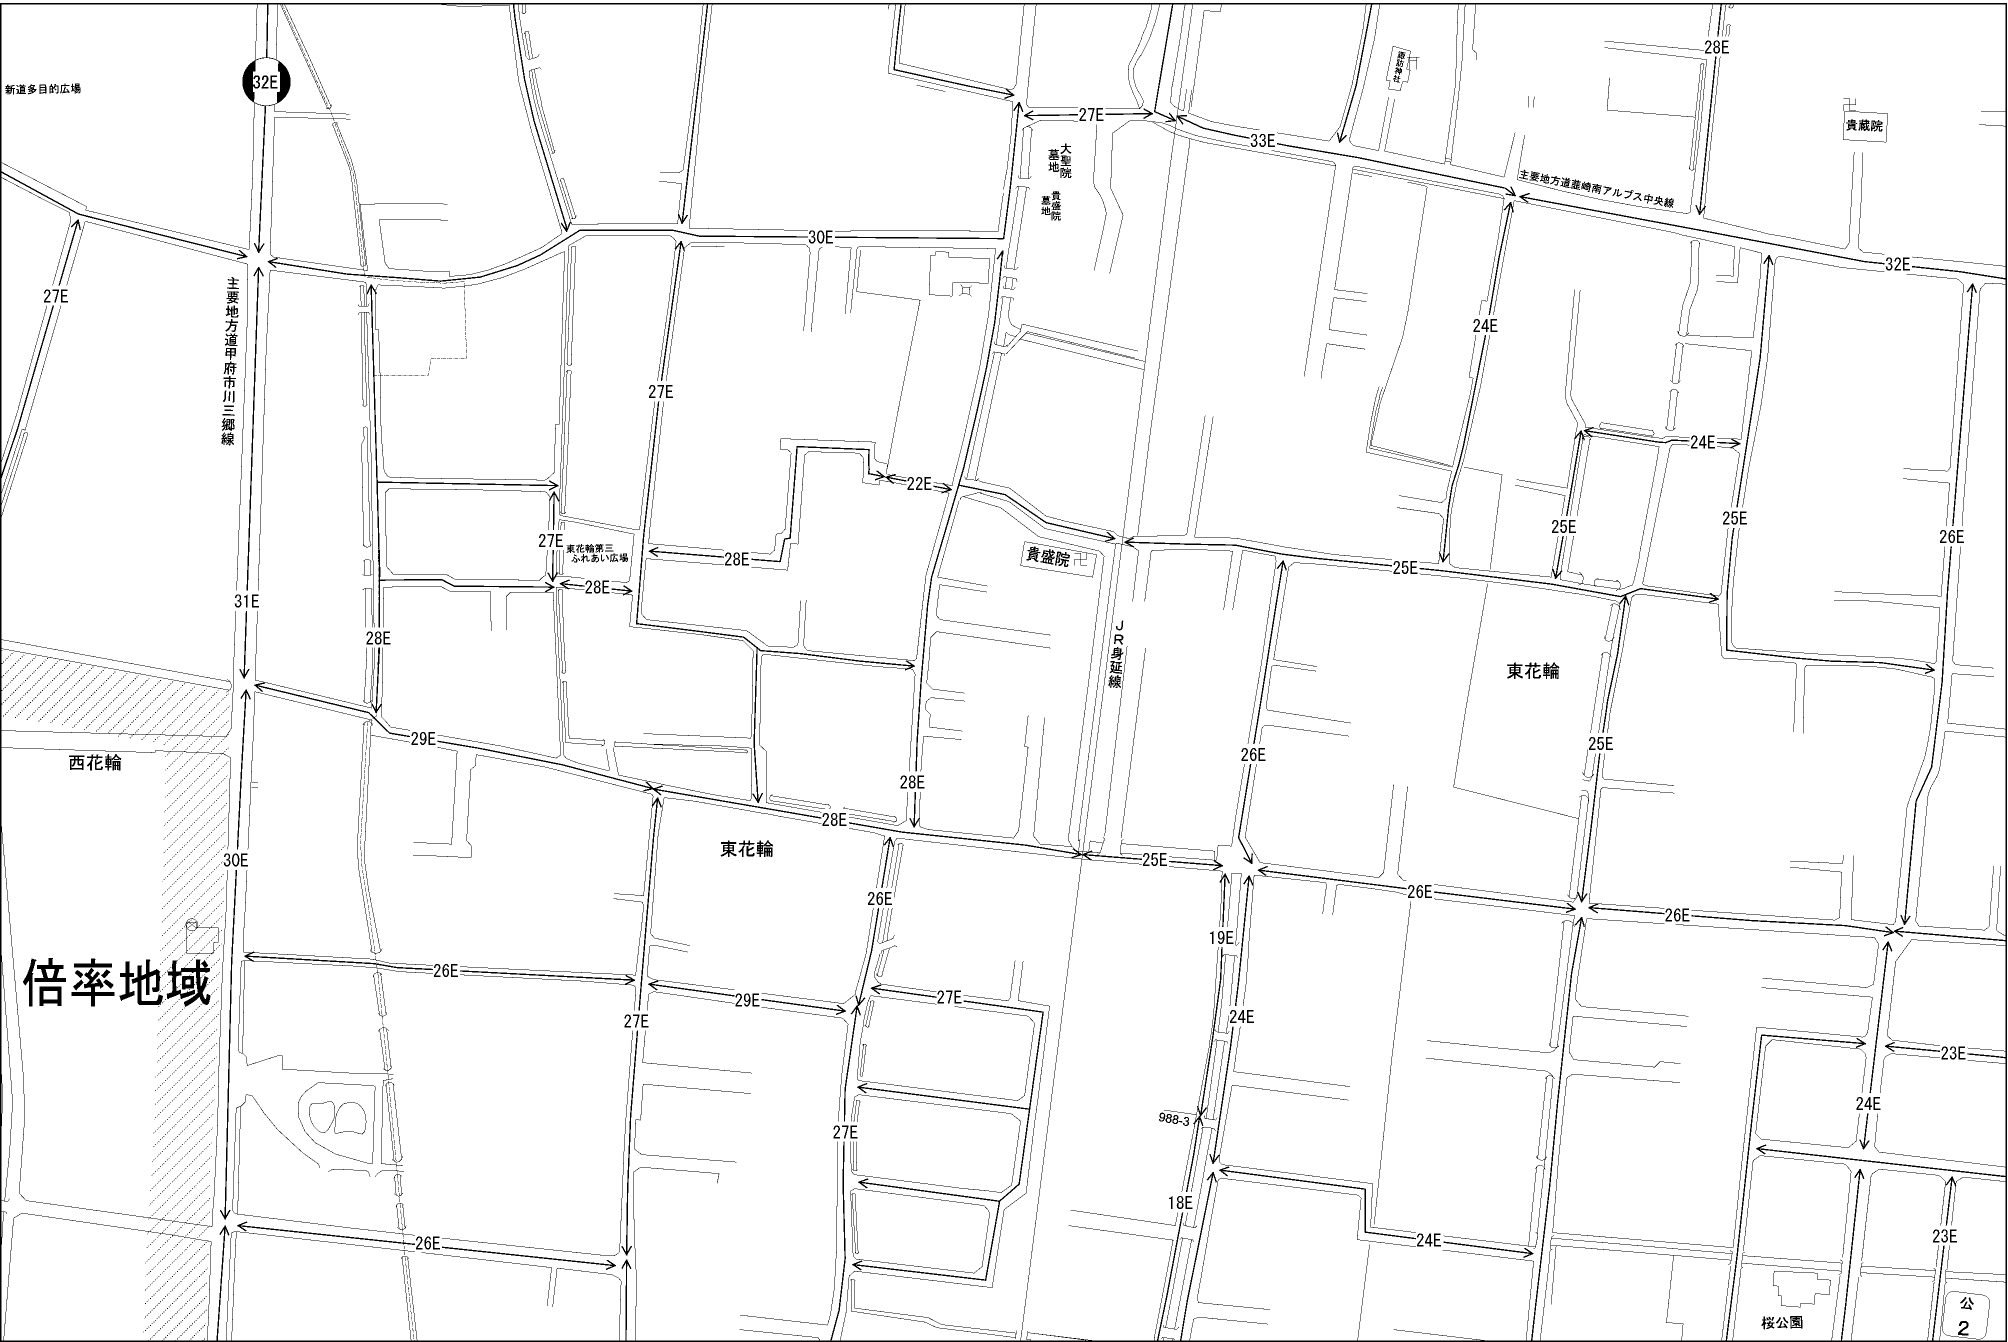 32E
28E
諏訪神社
新道多目的広場
27E
貴蔵院
33E
大聖院
墓地
貴盛院
墓地
主要地方道韮崎南アルプス中央線
30E
32E
27E
主要地方道甲府市川三郷線
24E
27E
24E
22E
25E
25E
26E
27E
東花輪第三
ふれあい広場
28E
貴盛院
25E
28E
31E
28E
JR身延線
東花輪
29E
25E
26E
西花輪
28E
28E
東花輪
30E
25E
26E
26E
26E
19E
倍率地域
26E
29E
27E
27E
24E
23E
988-3
24E
27E
18E
26E
24E
23E
公
2
桜公園